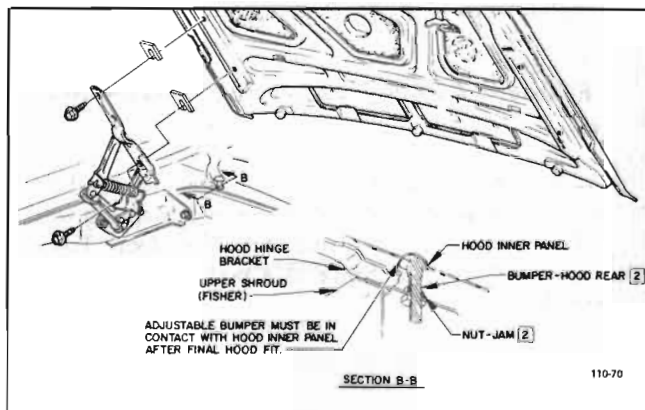 B
B
HOOD HINGE
BRACKET
HOOD INNER PANEL
UPPER SHROUD
(FISHER)
BUMPER-HOOD REAR 2
ADJUSTABLE BUMPER MUST BE IN
CONTACT WITH HOOD INNER PANEL
AFTER FINAL HOOD FIT.
NUT-JAM 2
SECTION B-B
110-70